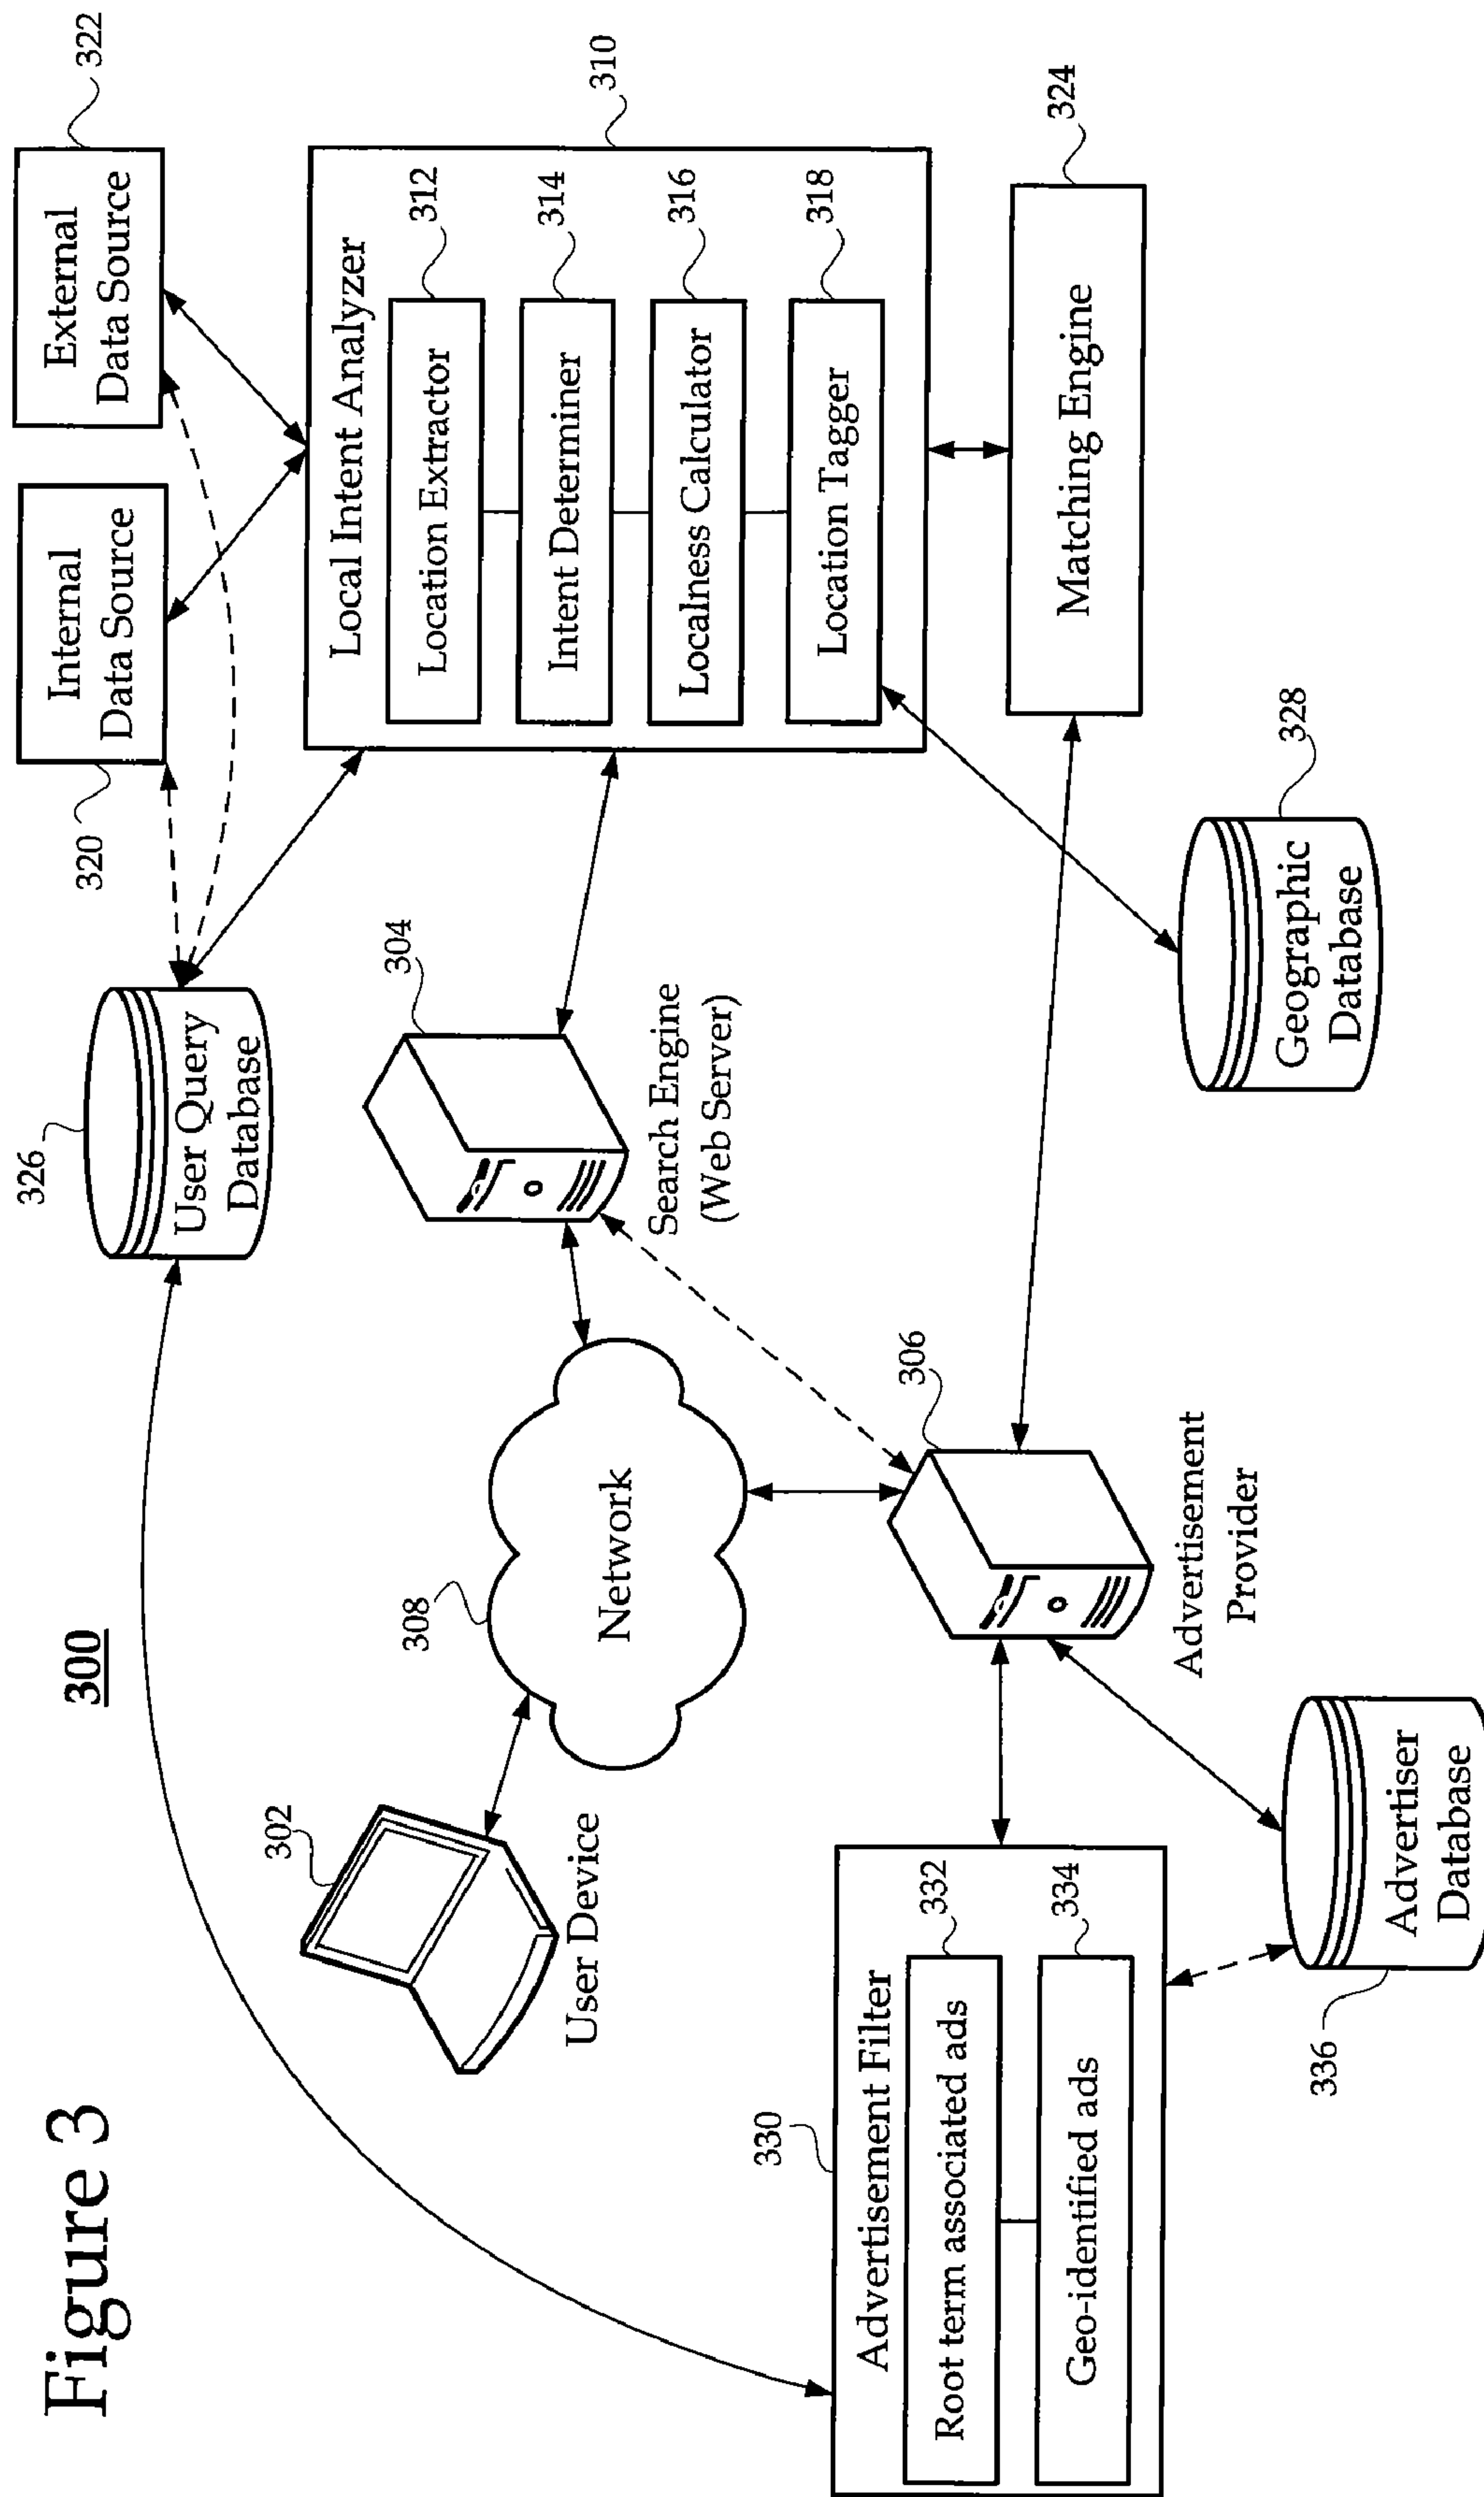 Figure 3
300
326
User Query
Database
320
Internal
Data Source
External
Data Source
322
302
User Device
308
Network
304
Search Engine
(Web Server)
310
Local Intent Analyzer
Location Extractor
312
Intent Determiner
314
Localness Calculator
316
Location Tagger
318
330
Advertisement Filter
Root term associated ads
332
Geo-identified ads
334
306
Advertisement
Provider
Matching Engine
324
336
Advertiser
Database
Geographic
Database
328